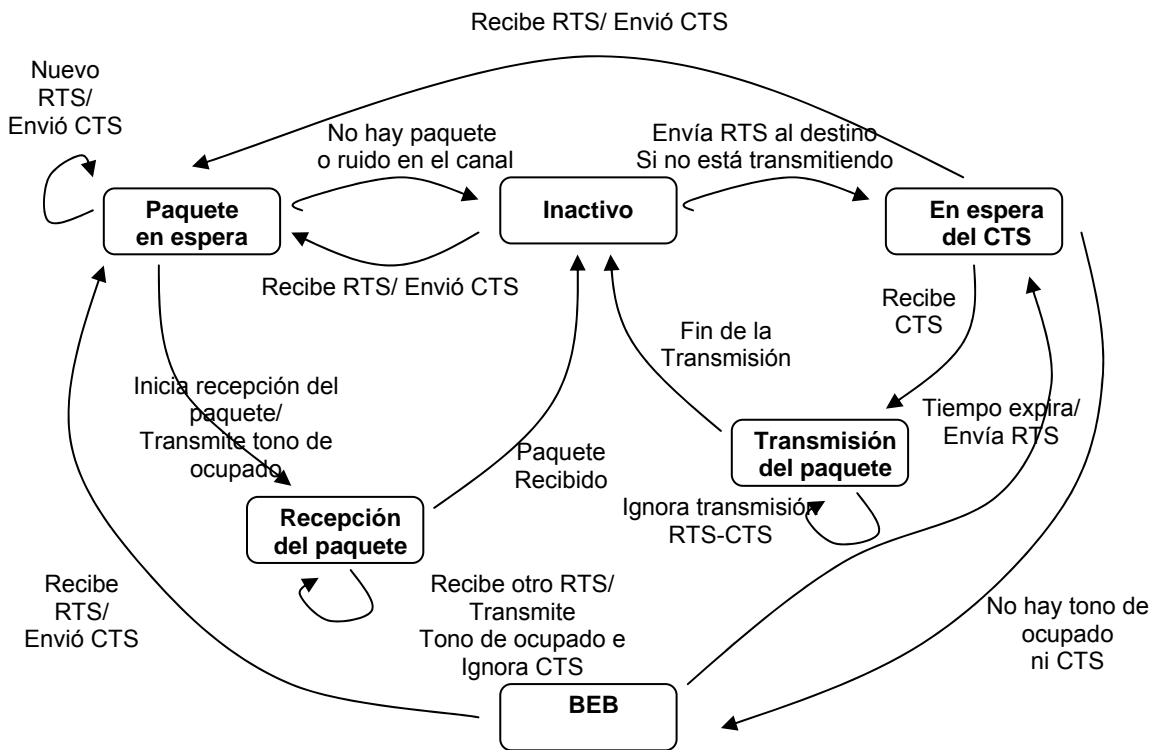 Recibe RTS/ Envió CTS
Nuevo
RTS/
Envió CTS
No hay paquete
o ruido en el canal
Envía RTS al destino
Si no está transmitiendo
Paquete
en espera
Inactivo
En espera
del CTS
Recibe RTS/ Envió CTS
Recibe
CTS
Fin de la
Transmisión
Inicia recepción del
paquete/
Transmite tono de
ocupado
Tiempo expira/
Envía RTS
Transmisión
del paquete
Paquete
Recibido
Ignora transmisión
RTS-CTS
Recepción
del paquete
Recibe
RTS/
Envió CTS
Recibe otro RTS/
Transmite
Tono de ocupado e
Ignora CTS
No hay tono de
ocupado
ni CTS
BEB